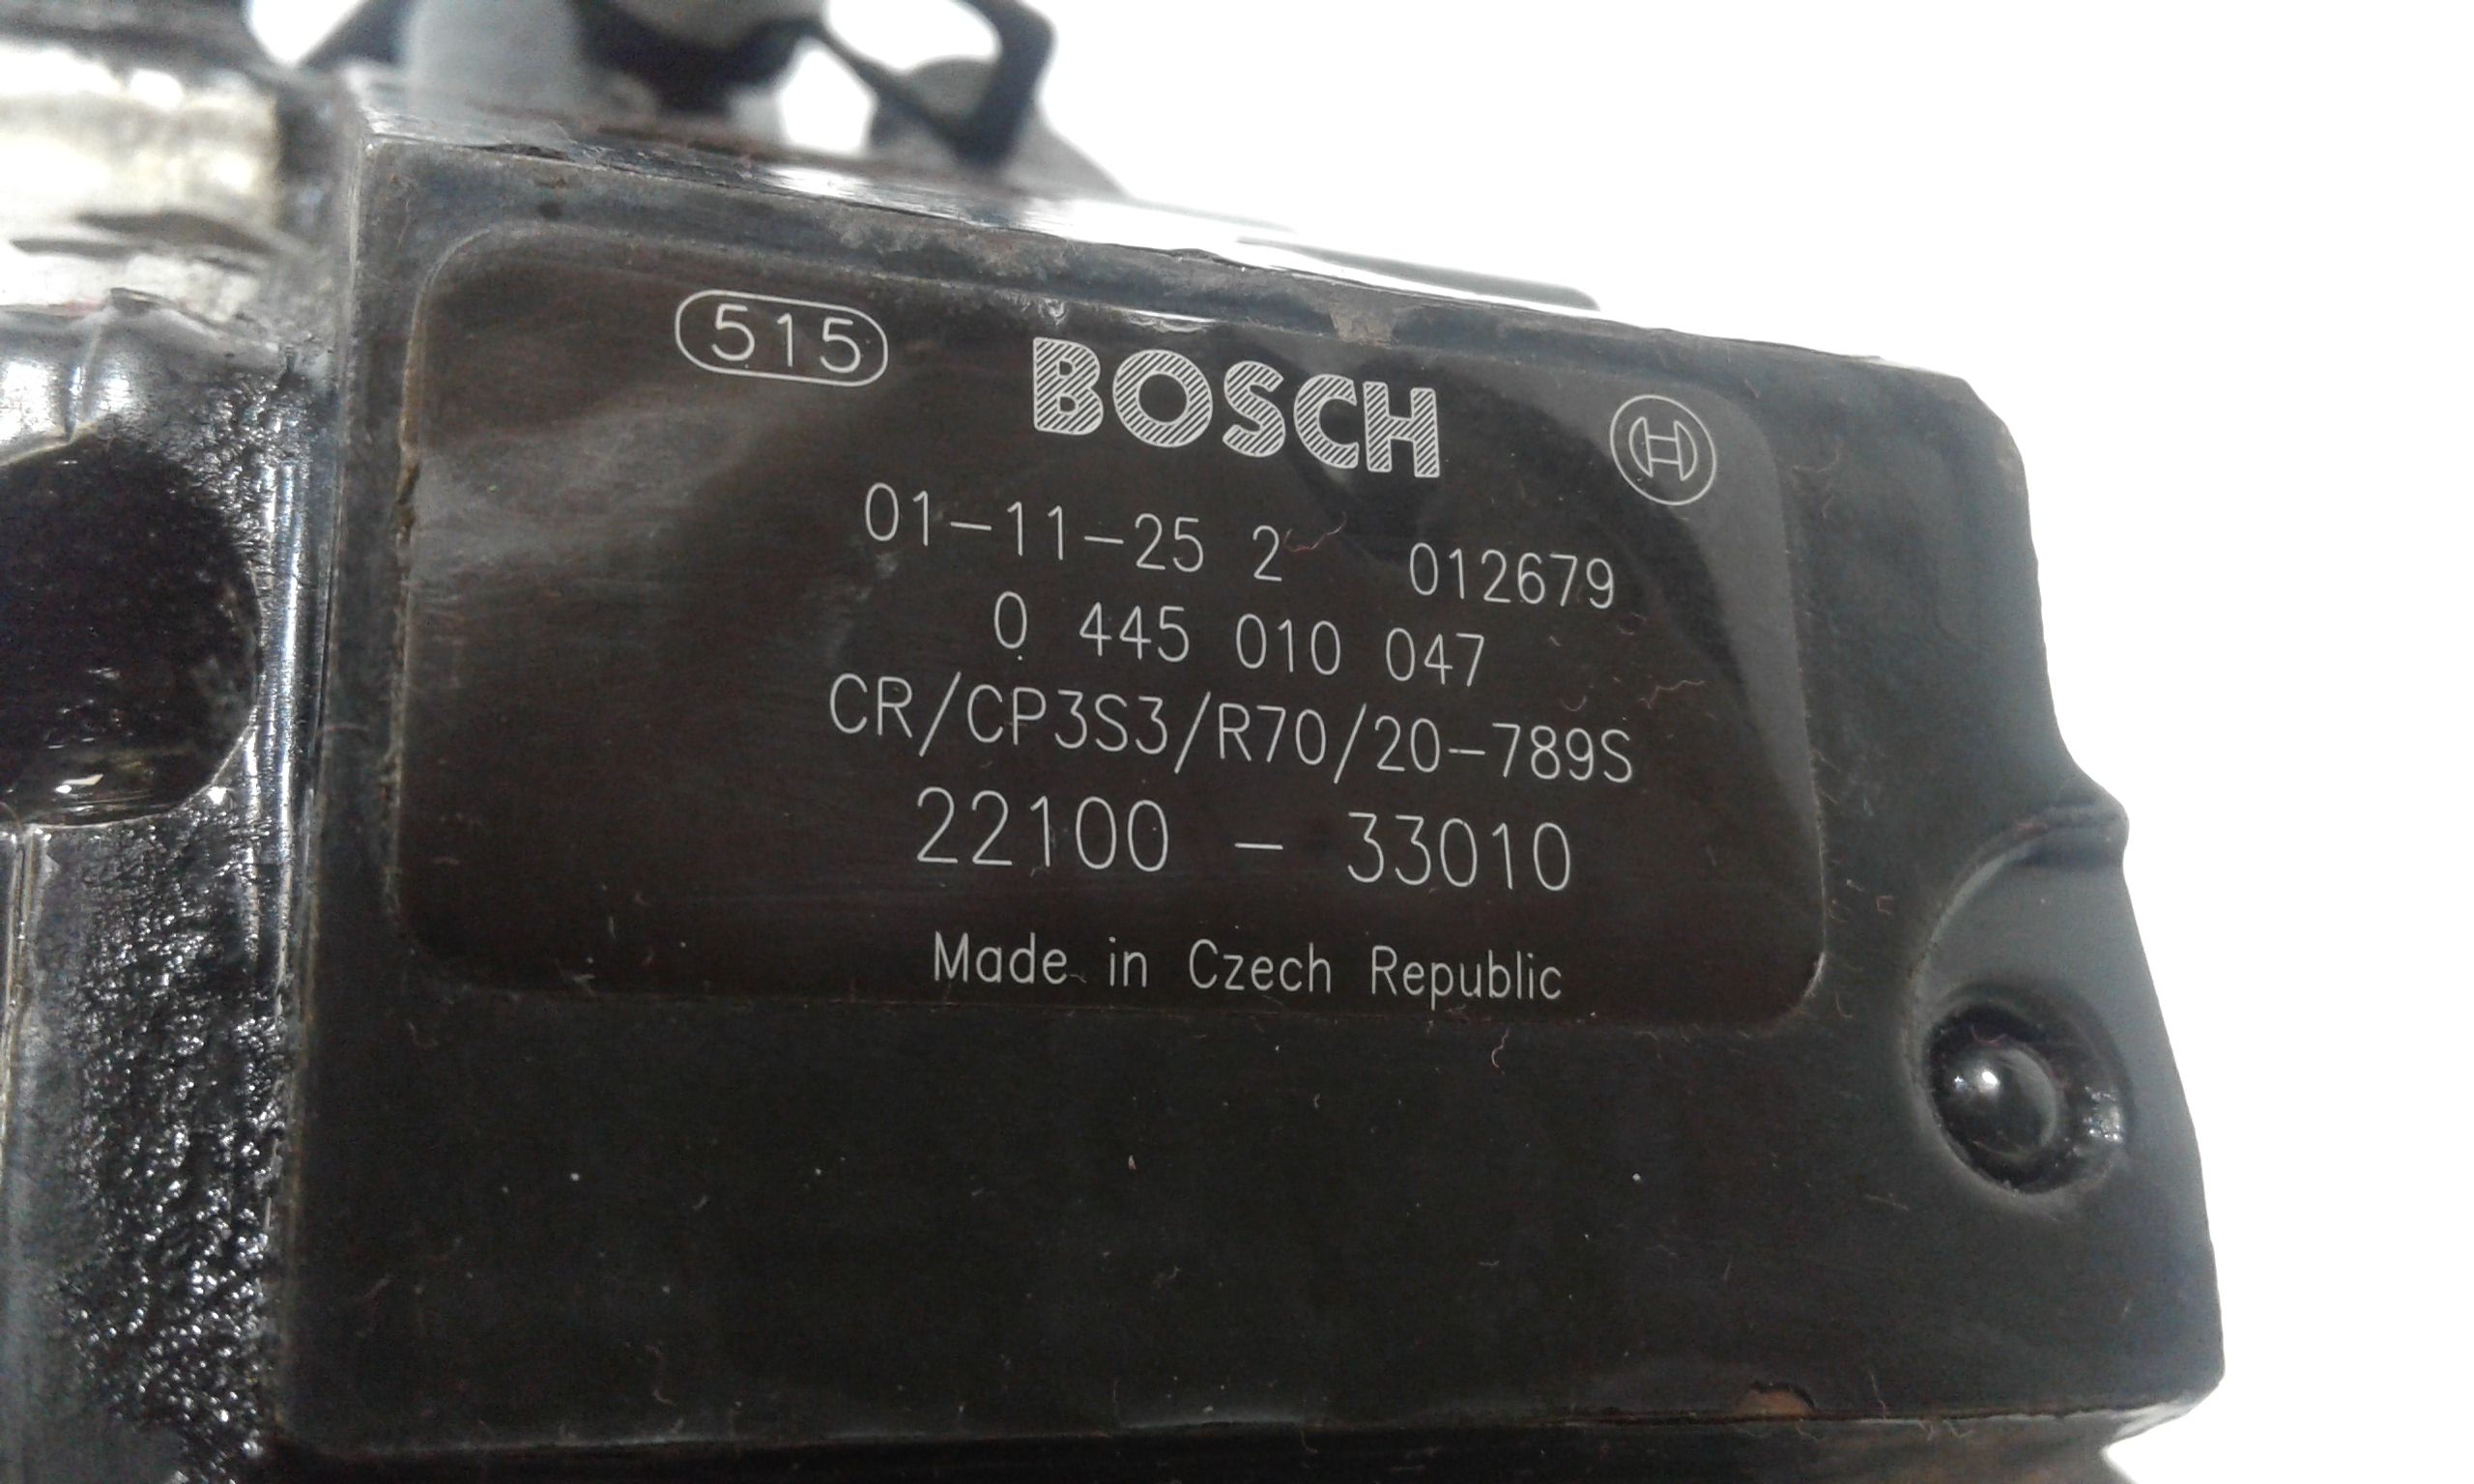 515
BOSCH
01-11-25 2 012679
0 445 010 047
CR/CP3S3/R70/20-789S
22100 - 33010
Made in Czech Republic